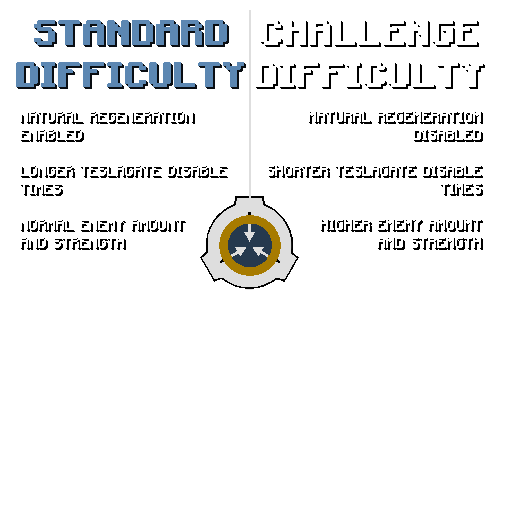 STANDARD
DIFFICULTY
NATURAL REGENERATION
ENABLED
LONGER TESLAGATE DISABLE
TIMES
NORMAL ENEMY AMOUNT
AND STRENGTH
CHALLENGE
DIFFICULTY
NATURAL REGENERATION
DISABLED
SHORTER TESLAGATE DISABLE
TIMES
HIGHER ENEMY AMOUNT
AND STRENGTH